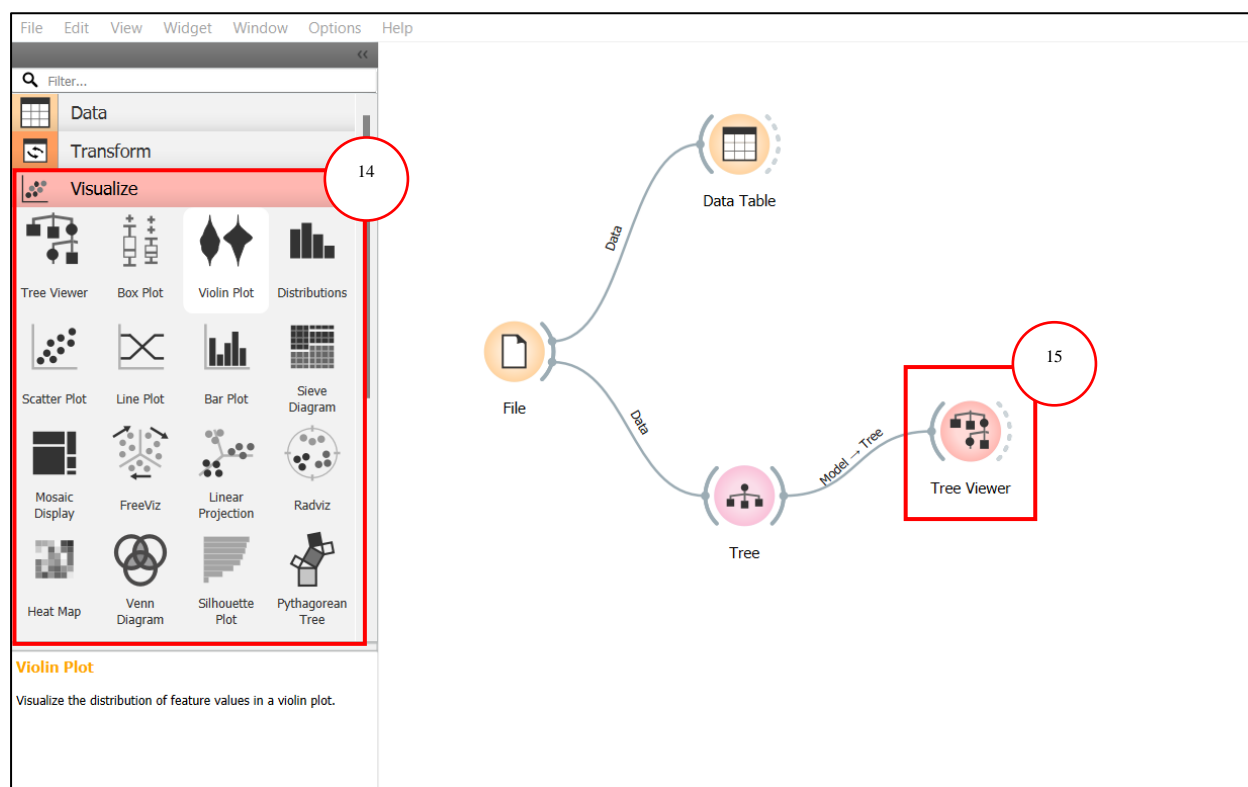 File Edit View Widget Window Options Help
«
Filter...
Data
Transform
Visualize
14
Tree Viewer Box Plot Violin Plot Distributions
Scatter Plot Line Plot Bar Plot Sieve
Diagram
Mosaic
Display FreeViz Linear
Projection Radviz
Heat Map Venn
Diagram Silhouette
Plot Pythagorean
Tree
Violin Plot
Visualize the distribution of feature values in a violin plot.
Data Table
Data
File
Data
Tree
Model → Tree
15
Tree Viewer